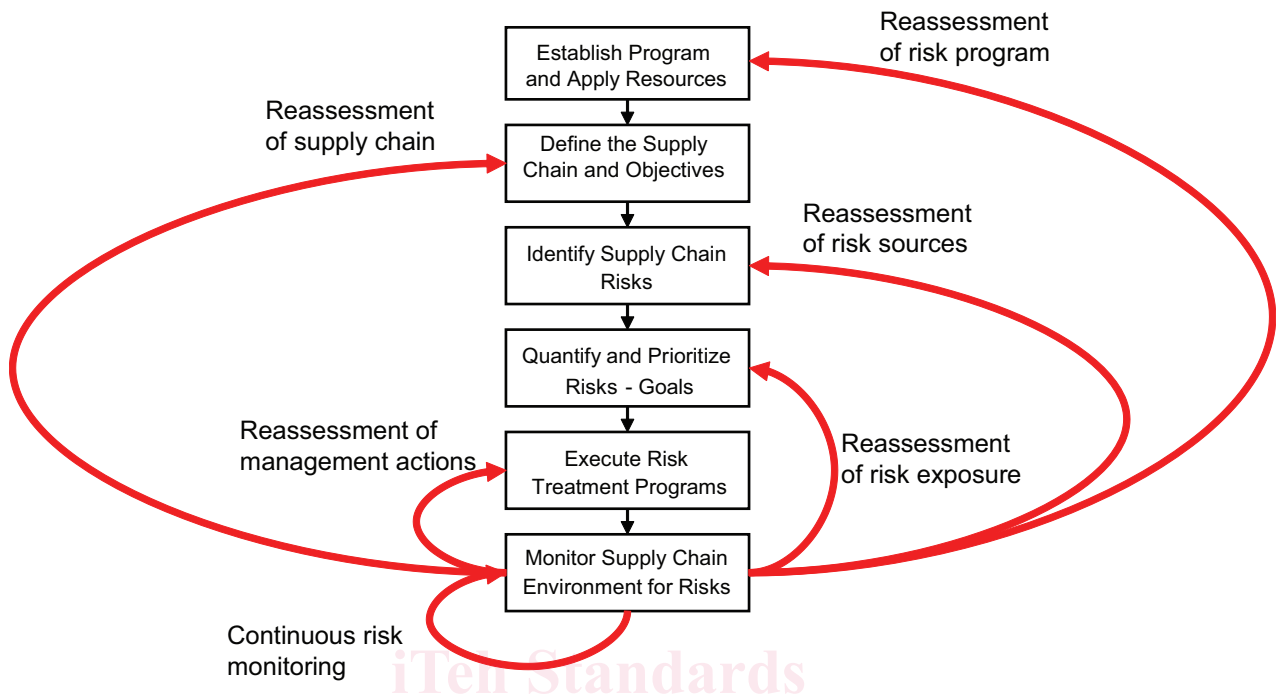 Reassessment
of risk program
Establish Program
and Apply Resources
Reassessment
of supply chain
Define the Supply
Chain and Objectives
Reassessment
of risk sources
Identify Supply Chain
Risks
Quantify and Prioritize
Risks - Goals
Reassessment of
management actions
Reassessment
of risk exposure
Execute Risk
Treatment Programs
Monitor Supply Chain
Environment for Risks
Continuous risk
monitoring
iTeh Standards